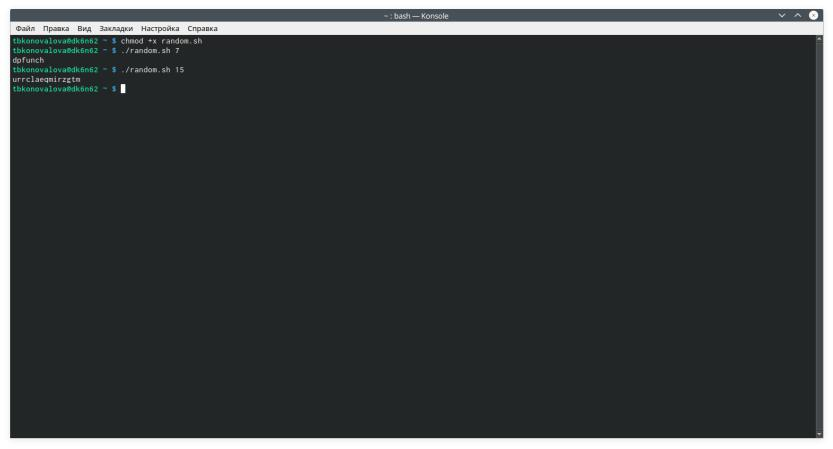 ~ : bash — Konsole
Файл Правка Вид Закладки Настройка Справка
tbkonovalova@dk6n62 ~ $ chmod +x random.sh
tbkonovalova@dk6n62 ~ $ ./random.sh 7
dpfunch
tbkonovalova@dk6n62 ~ $ ./random.sh 15
urrclaeqmirzgtm
tbkonovalova@dk6n62 ~ $